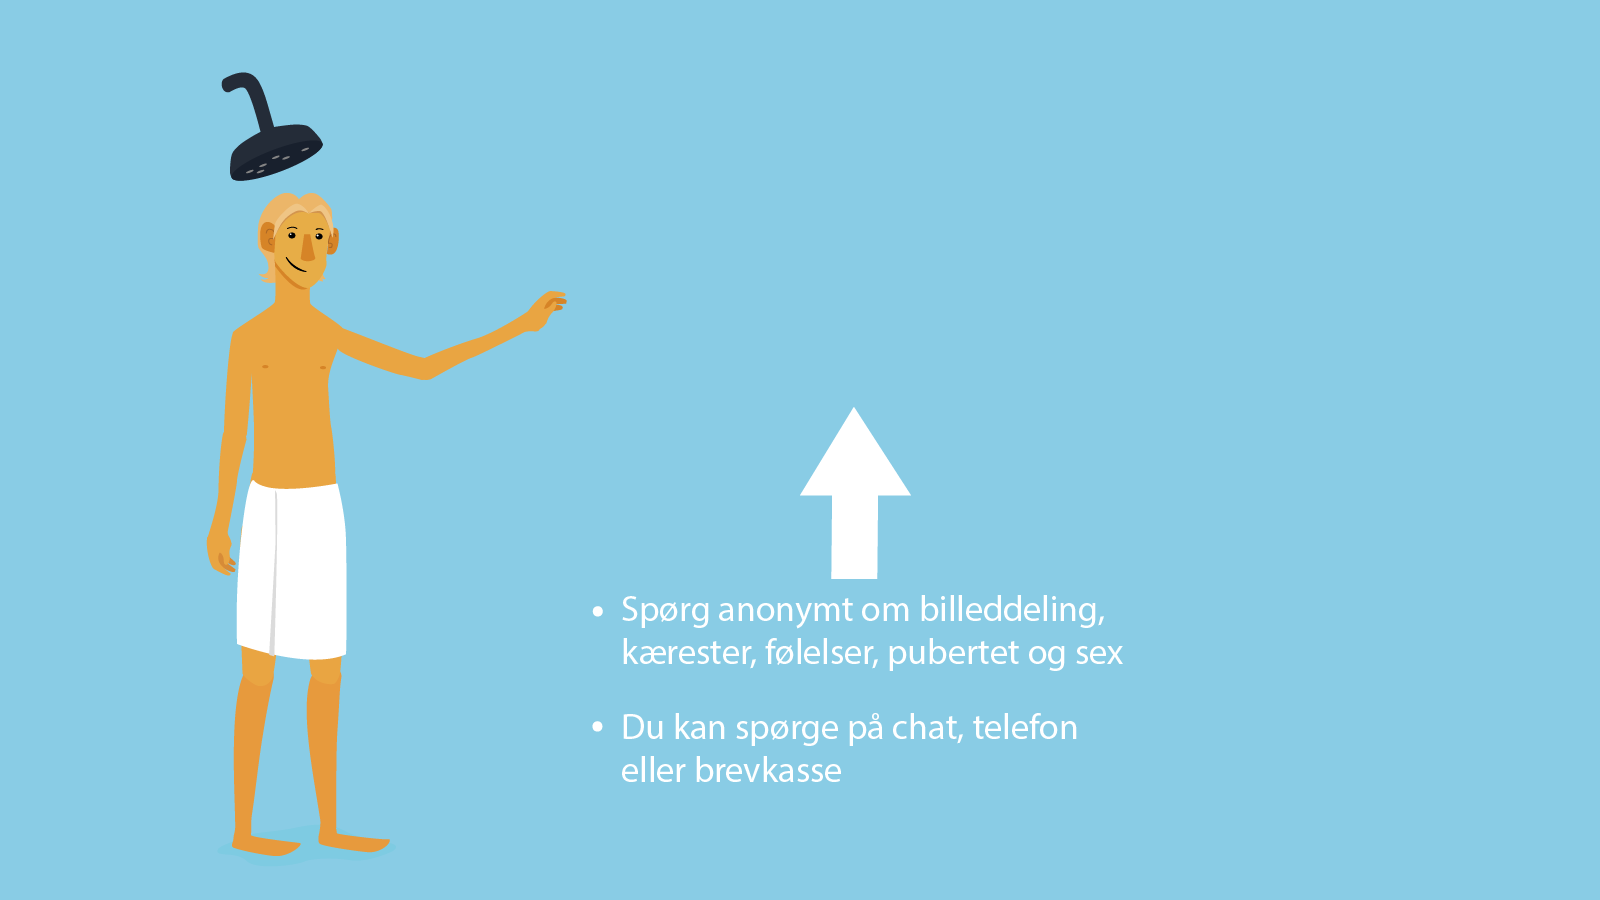 • Spørg anonymt om billeddeling,
kærester, følelser, pubertet og sex
• Du kan spørge på chat, telefon
eller brevkasse